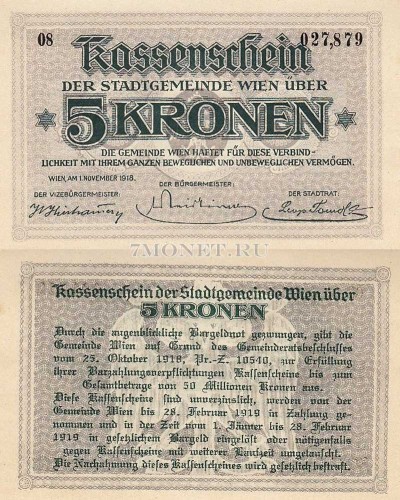 08 027,879
Kassenschein
DER STADTGEMEINDE WIEN ÜBER
5 KRONEN
DIE GEMEINDE WIEN HAFTET FÜR DIESE VERBIND-
LICHKEIT MIT IHREM GANZEN BEWEGLICHEN UND UNBEWEGLICHEN VERMÖGEN.
WIEN, AM 1. NOVEMBER 1918.
DER VIZEBÜRGERMEISTER: DER BÜRGERMEISTER: DER STADTRAT:
7MONET.RU
Kassenschein der Stadtgemeinde Wien über
5 KRONEN
Durch die augenblickliche Bargeldnot gezwungen, gibt die
Gemeinde Wien auf Grund des Gemeinderatsbeschlusses
vom 25. Oktober 1918, Pr.-Z. 10540, zur Erfüllung
ihrer Barzahlungsverpflichtungen Kassenscheine bis zum
Gesamtbetrage von 50 Millionen Kronen aus.
Diese Kassenscheine sind unverzinslich, werden von der
Gemeinde Wien bis 28. Februar 1919 in Zahlung ge-
nommen und in der Zeit vom 1. Jänner bis 28. Februar
1919 in gesetzlichen Bargeld eingelöst oder nötigenfalls
gegen Kassenscheine mit weiterer Laufzeit umgetauscht.
Die Nachahmung dieses Kassenscheines wird gesetzlich bestraft.